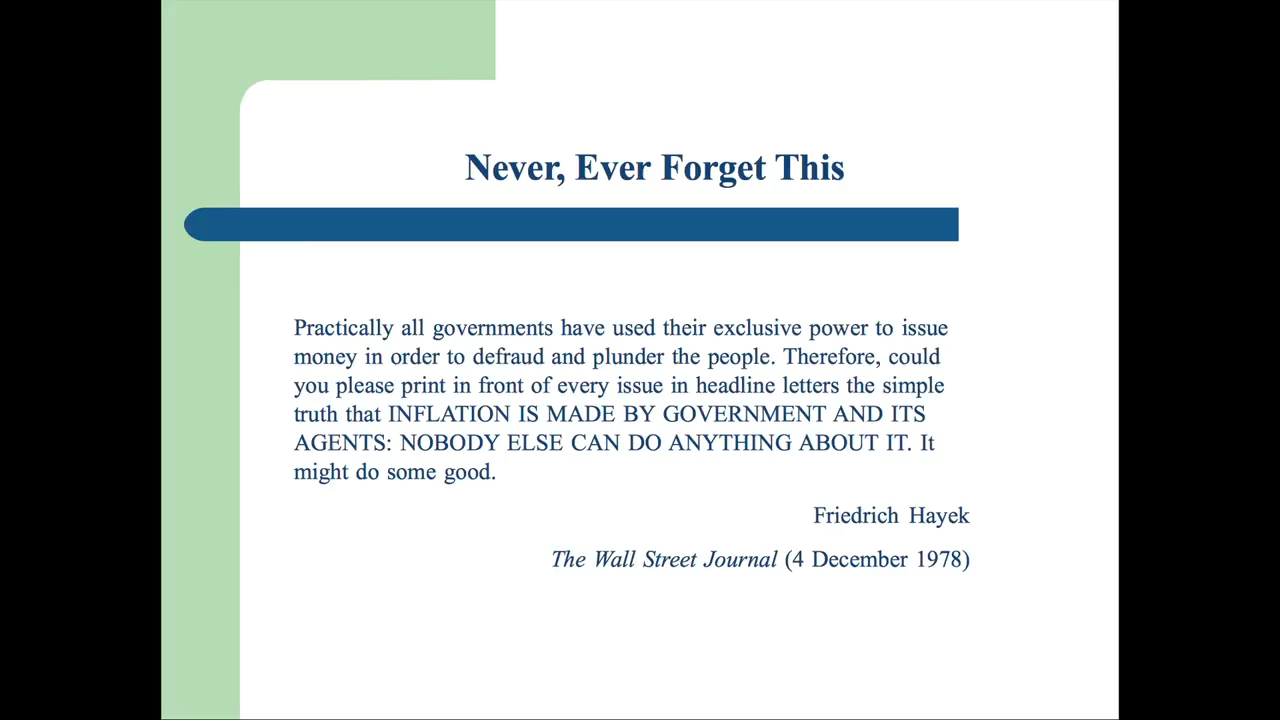 Never, Ever Forget This
Practically all governments have used their exclusive power to issue
money in order to defraud and plunder the people. Therefore, could
you please print in front of every issue in headline letters the simple
truth that INFLATION IS MADE BY GOVERNMENT AND ITS
AGENTS: NOBODY ELSE CAN DO ANYTHING ABOUT IT. It
might do some good.
Friedrich Hayek
The Wall Street Journal (4 December 1978)